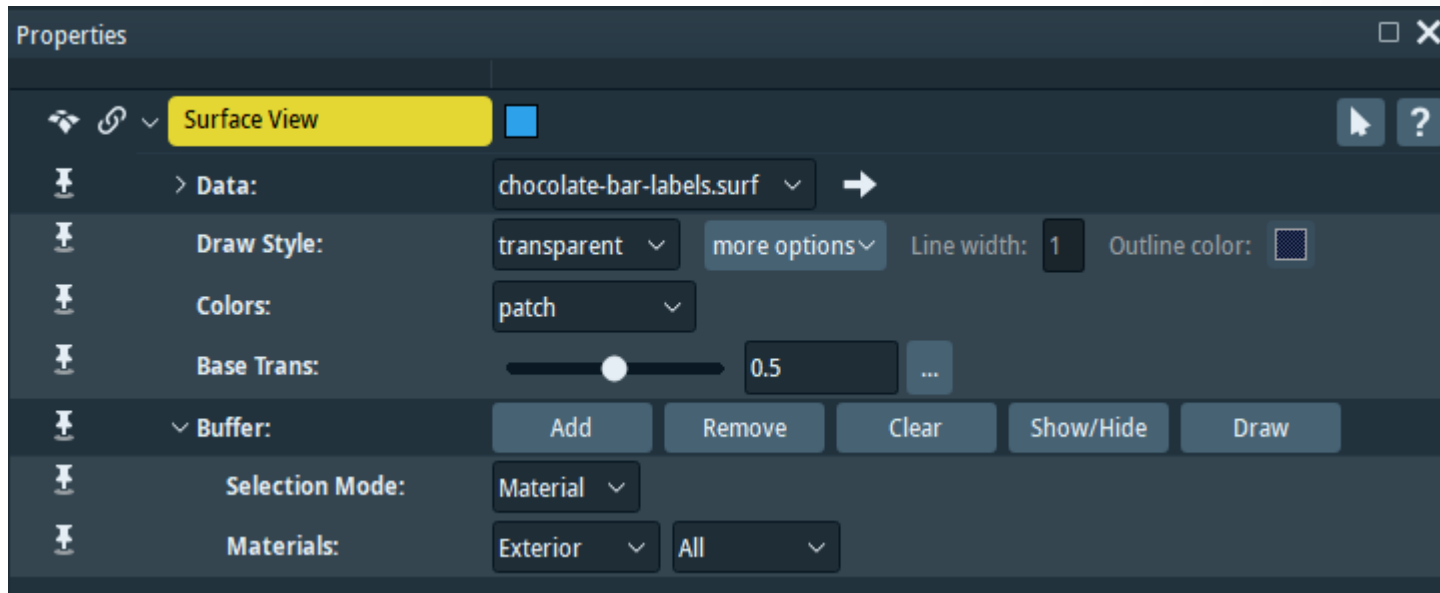 Properties
Surface View ?
Data: chocolate-bar-labels.surf
Draw Style: transparent more options Line width: 1 Outline color:
Colors: patch
Base Trans: 0.5 ...
Buffer: Add Remove Clear Show/Hide Draw
Selection Mode: Material
Materials: Exterior All